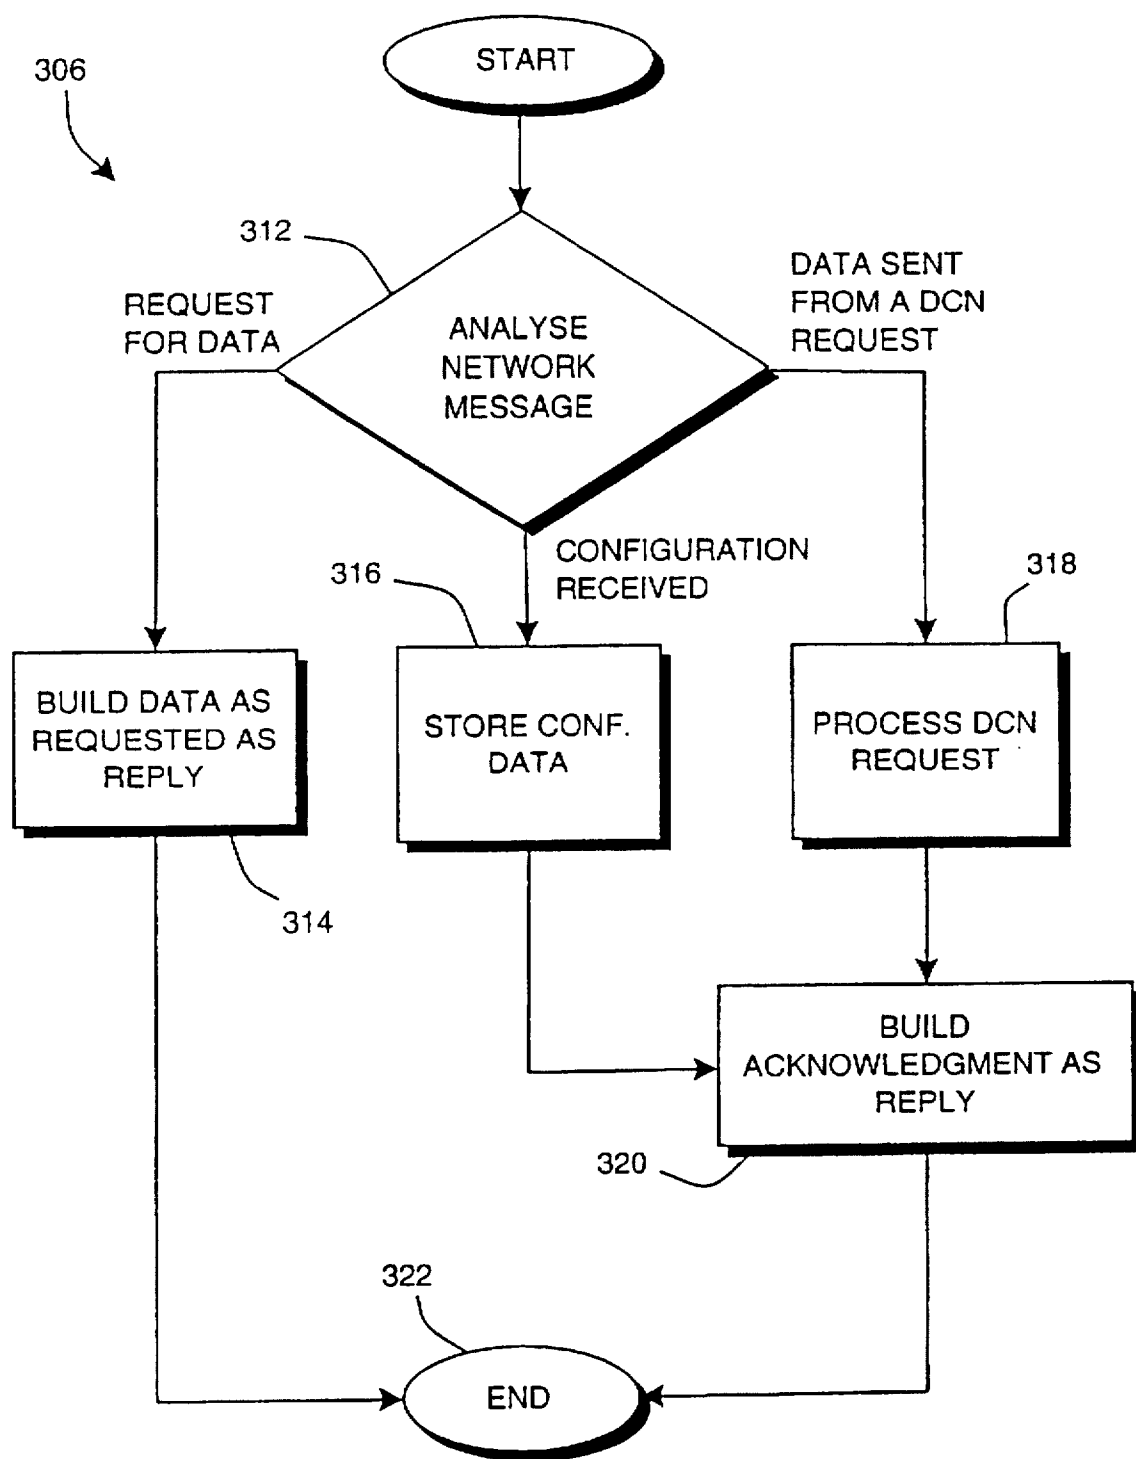 START
306
312
REQUEST
FOR DATA
ANALYSE
NETWORK
MESSAGE
DATA SENT
FROM A DCN
REQUEST
CONFIGURATION
RECEIVED
316
318
BUILD DATA AS
REQUESTED AS
REPLY
STORE CONF.
DATA
PROCESS DCN
REQUEST
314
BUILD
ACKNOWLEDGMENT AS
REPLY
320
322
END